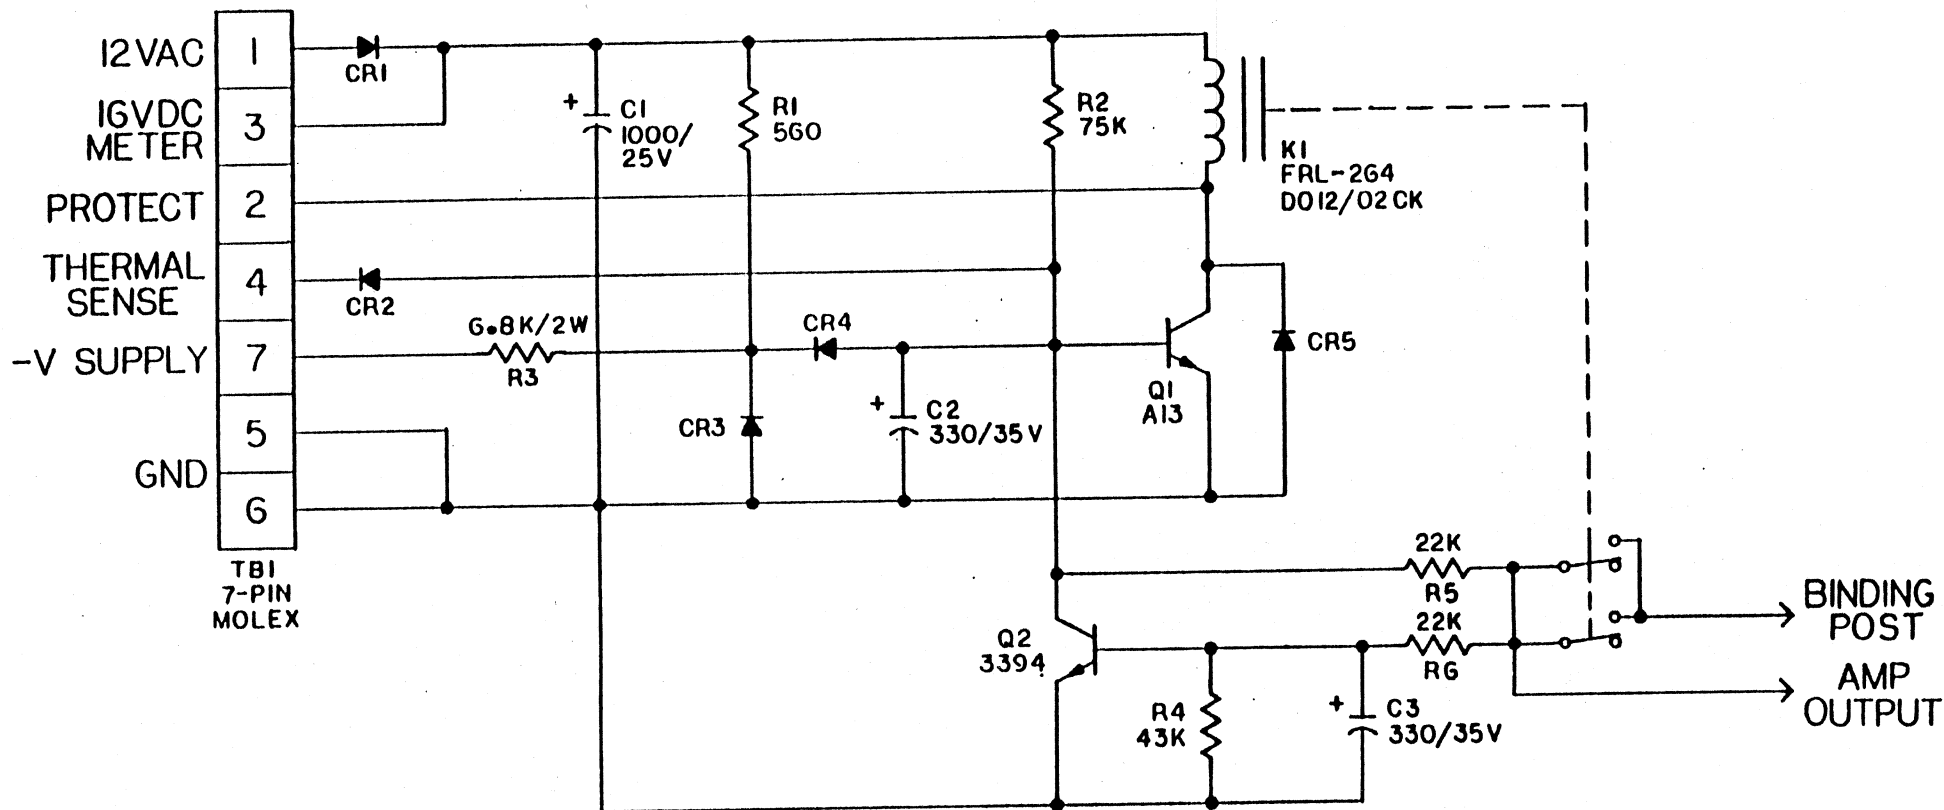 12VAC
1
CR1
16VDC
METER
3
+
C1
1000/
25V
R1
560
R2
75K
K1
FRL-264
D012/02CK
PROTECT
2
THERMAL
SENSE
4
CR2
-V SUPPLY
7
6.8K/2W
R3
CR4
CR3
+
C2
330/35V
Q1
A13
CR5
5
GND
6
TB1
7-PIN
MOLEX
22K
R5
22K
R6
Q2
3394
R4
43K
+
C3
330/35V
BINDING
POST
AMP
OUTPUT